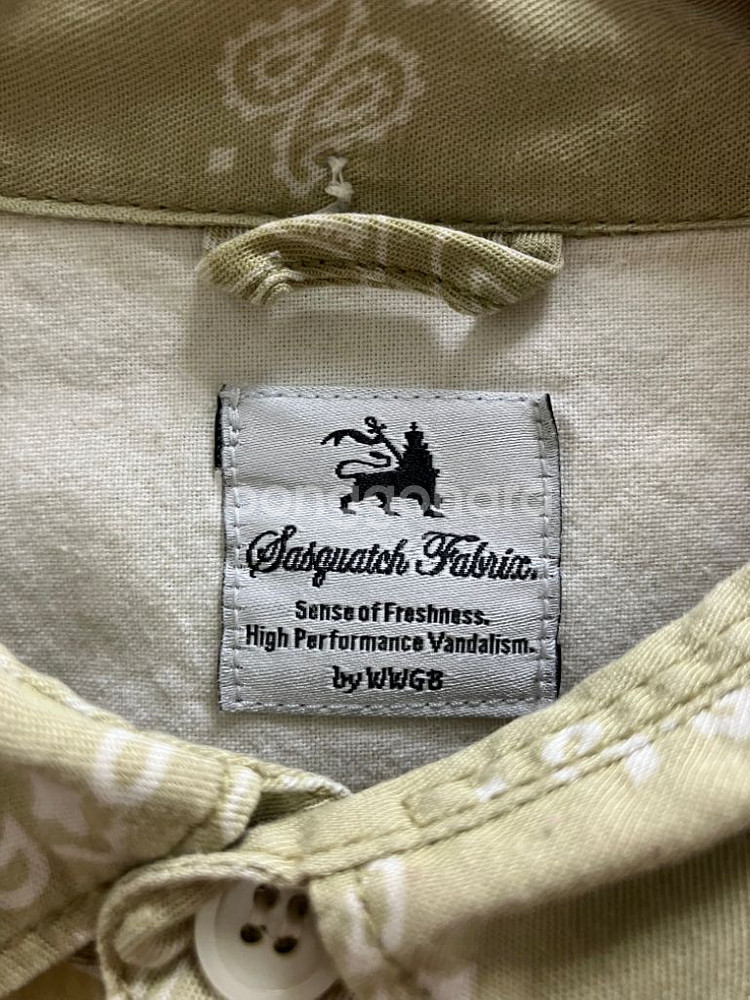 Sasquatch Fabrix.
Sense of Freshness.
High Performance Vandalism.
by WWGB